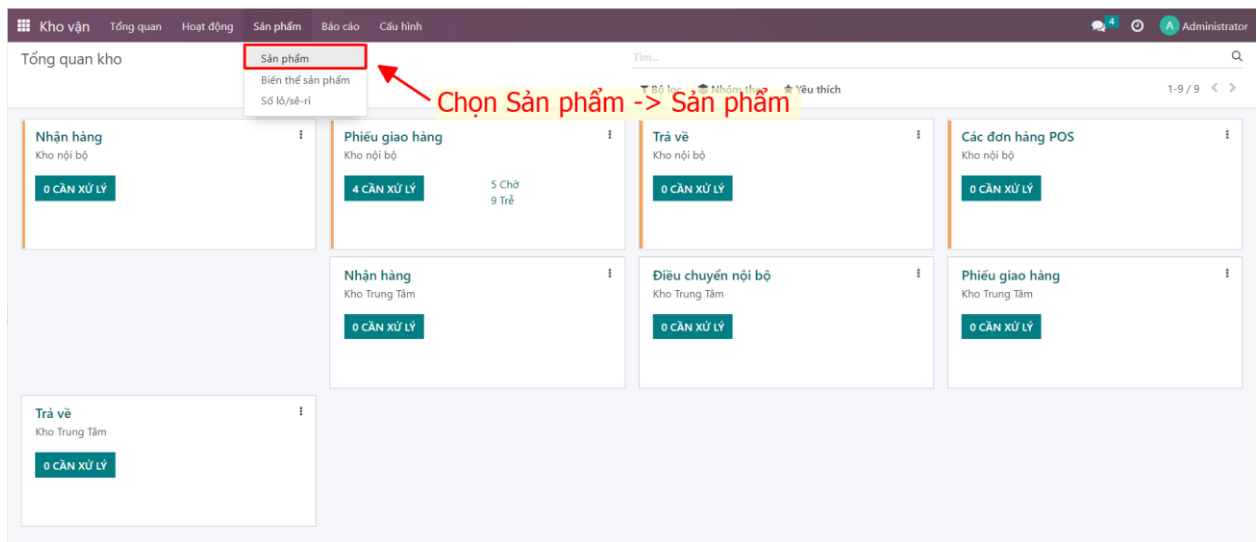 Kho vận Tổng quan Hoạt động Sản phẩm Báo cáo Cấu hình 4 A Administrator
Tổng quan kho
Tìm...
Sản phẩm
Biến thể sản phẩm
Số lô/sê-ri
Bộ lọc Nhóm theo Yêu thích
1-9 / 9
Chọn Sản phẩm -> Sản phẩm
Nhận hàng
Kho nội bộ
0 CẦN XỬ LÝ
Phiếu giao hàng
Kho nội bộ
4 CẦN XỬ LÝ
5 Chờ
9 Trễ
Trả về
Kho nội bộ
0 CẦN XỬ LÝ
Các đơn hàng POS
Kho nội bộ
0 CẦN XỬ LÝ
Nhận hàng
Kho Trung Tâm
0 CẦN XỬ LÝ
Điều chuyển nội bộ
Kho Trung Tâm
0 CẦN XỬ LÝ
Phiếu giao hàng
Kho Trung Tâm
0 CẦN XỬ LÝ
Trả về
Kho Trung Tâm
0 CẦN XỬ LÝ